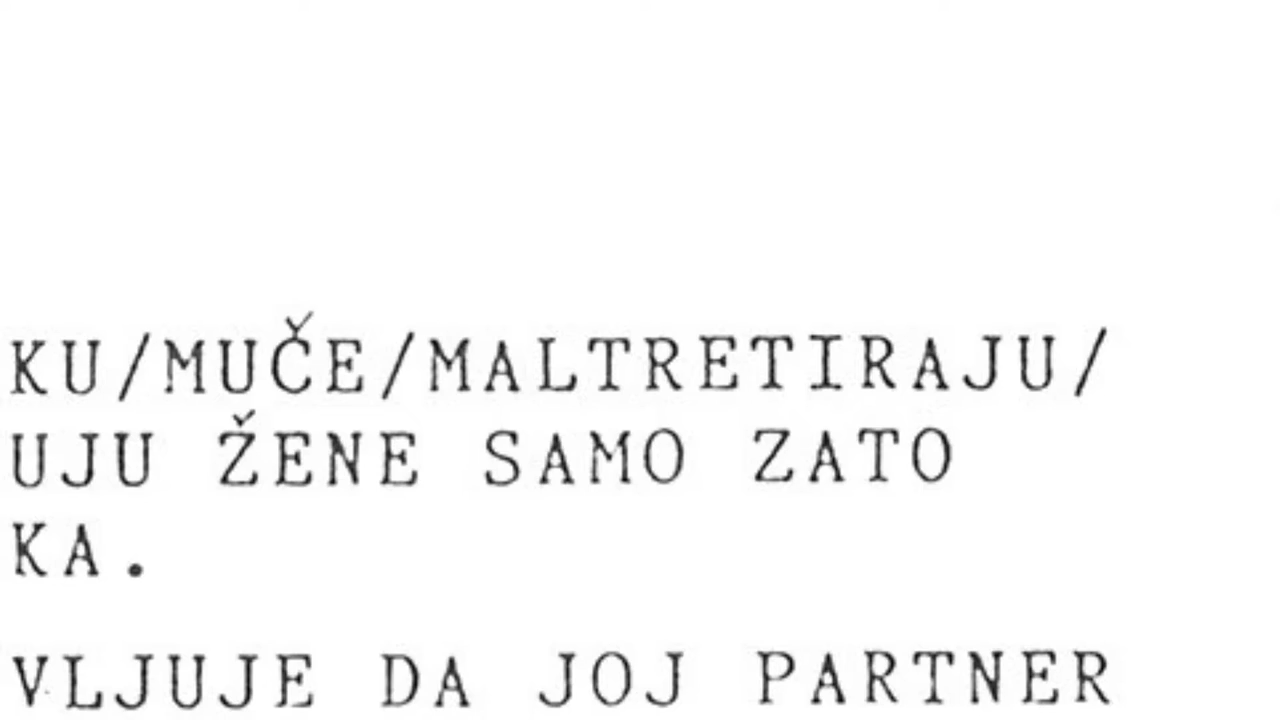 KU/MUČE/MALTRETIRAJU/
UJU ŽENE SAMO ZATO
KA.
VLJUJE DA JOJ PARTNER